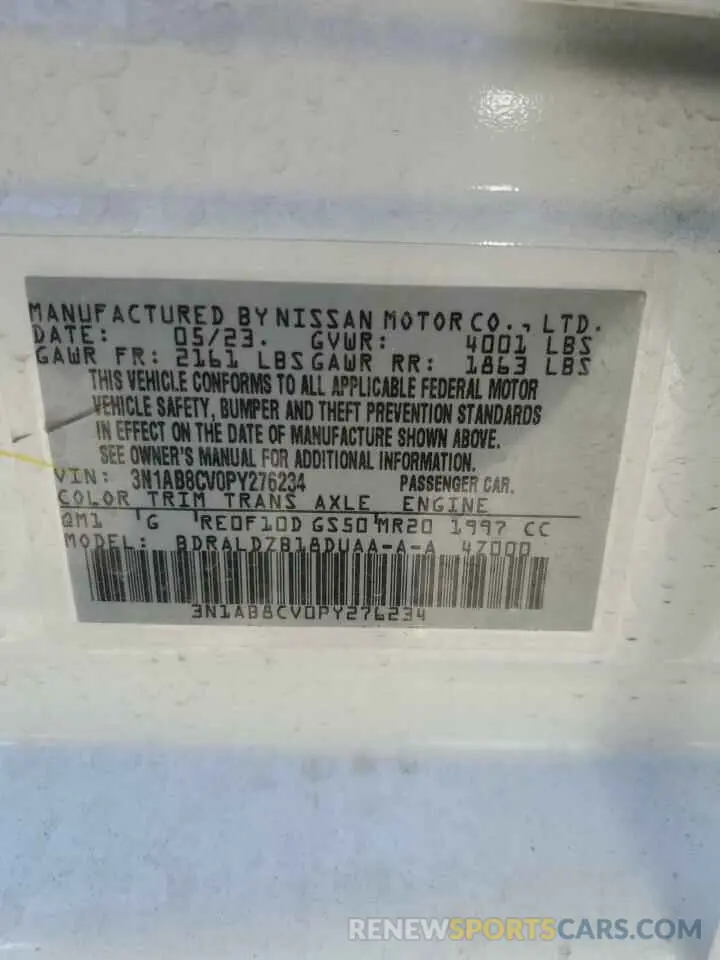 MANUFACTURED BY NISSAN MOTOR CO., LTD.
DATE: 05/23. GVWR: 4001 LBS
GAWR FR: 2161 LBS GAWR RR: 1863 LBS
THIS VEHICLE CONFORMS TO ALL APPLICABLE FEDERAL MOTOR
VEHICLE SAFETY, BUMPER AND THEFT PREVENTION STANDARDS
IN EFFECT ON THE DATE OF MANUFACTURE SHOWN ABOVE.
SEE OWNER'S MANUAL FOR ADDITIONAL INFORMATION.
VIN: 3N1AB8CV0PY276234 PASSENGER CAR.
COLOR TRIM TRANS AXLE ENGINE
QM1 G RE0F10D GS50 MR20 1997 CC
MODEL: BDRALDZB18DUAA-A-A 47000
3N1AB8CV0PY276234
RENEWSPORTSCARS.COM